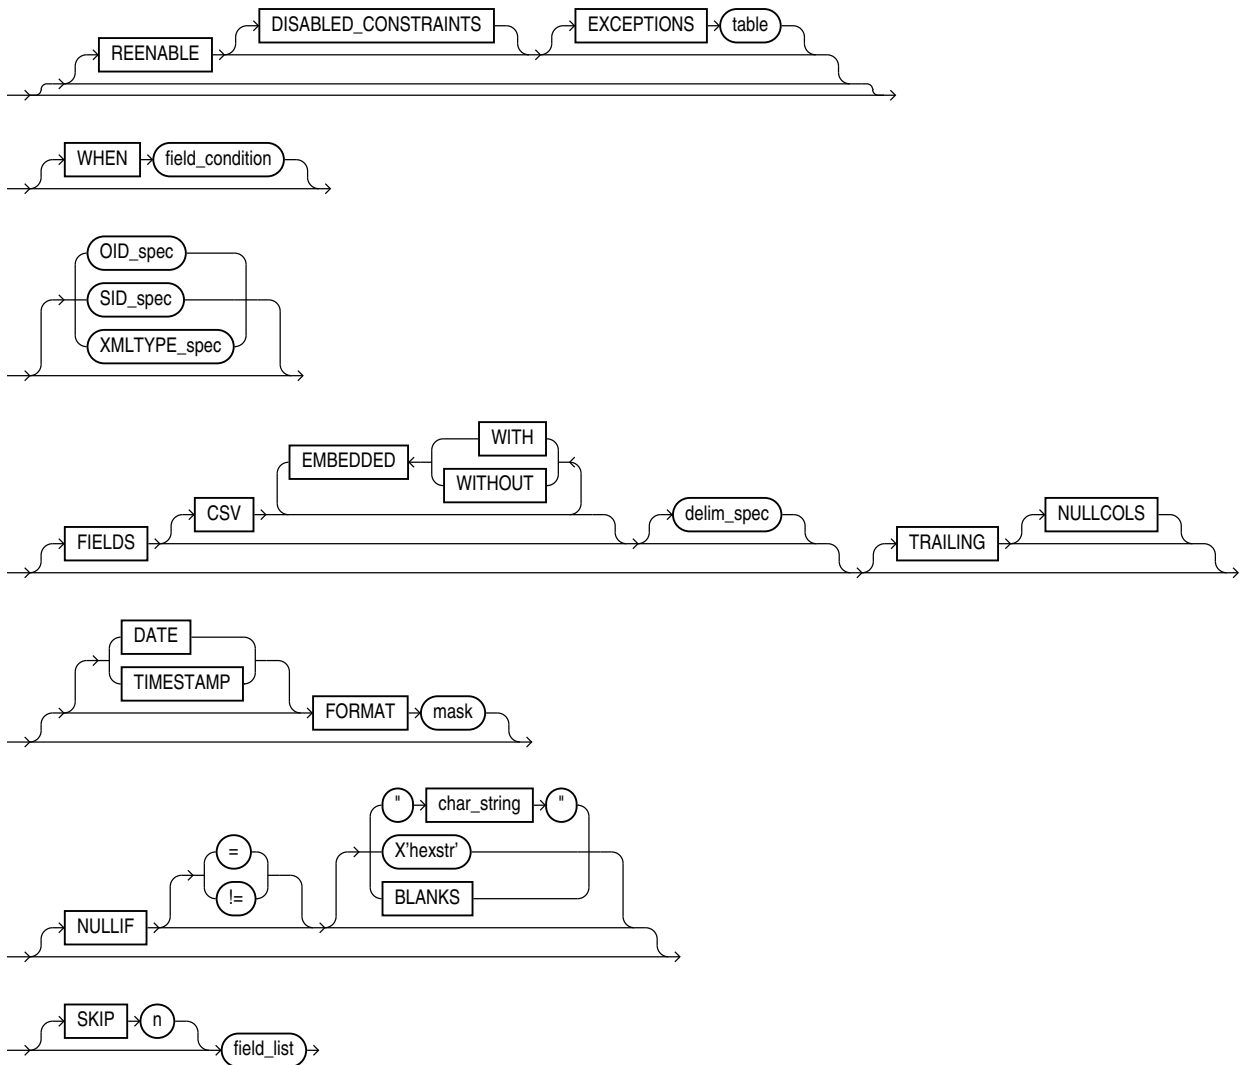 DISABLED_CONSTRAINTS EXCEPTIONS table
REENABLE
WHEN field_condition
OID_spec
SID_spec
XMLTYPE_spec
WITH
EMBEDDED
WITHOUT
CSV delim_spec NULLCOLS
FIELDS TRAILING
DATE
TIMESTAMP
FORMAT mask
" char_string "
= X'hexstr’
!= BLANKS
NULLIF
SKIP n
field_list